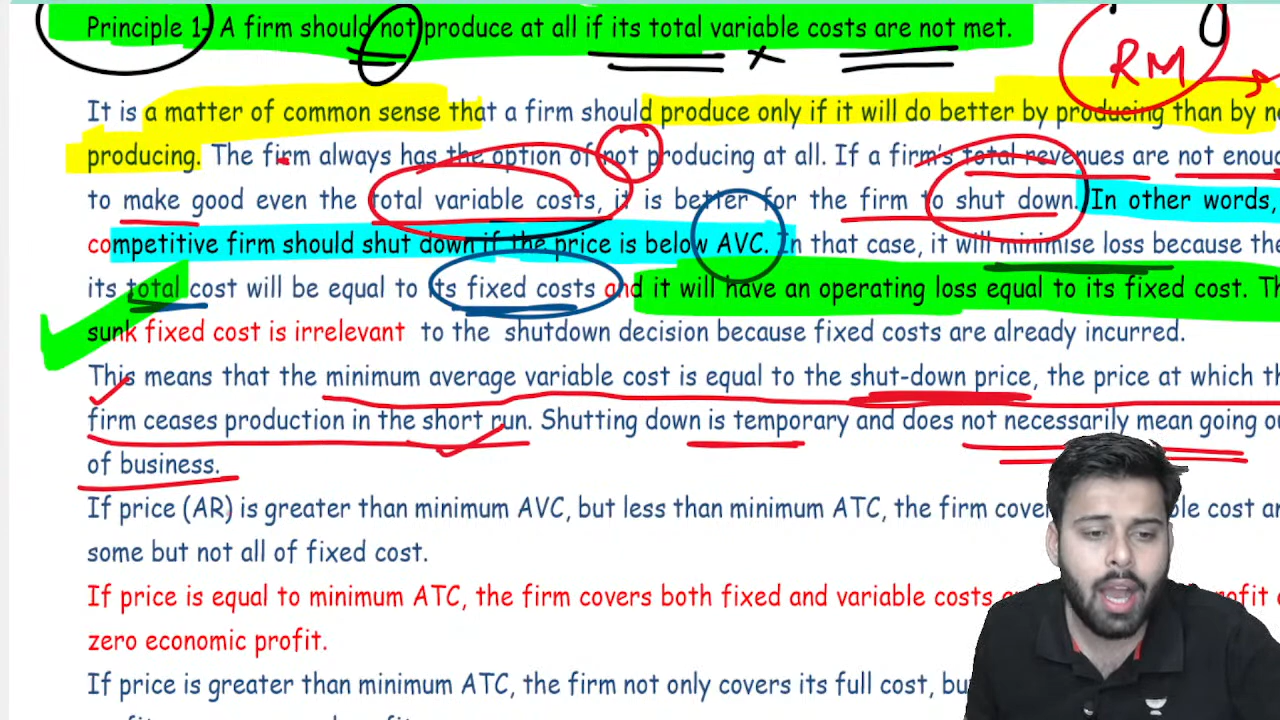 Principle 1- A firm should not produce at all if its total variable costs are not met.
RM
It is a matter of common sense that a firm should produce only if it will do better by producing than by
producing. The firm always has the option of not producing at all. If a firm's total revenues are not
to make good even the total variable costs, it is better for the firm to shut down. In other words,
competitive firm should shut down if the price is below AVC. In that case, it will minimise loss because
its total cost will be equal to its fixed costs and it will have an operating loss equal to its fixed cost.
sunk fixed cost is irrelevant to the shutdown decision because fixed costs are already incurred.
This means that the minimum average variable cost is equal to the shut-down price, the price at which
firm ceases production in the short run. Shutting down is temporary and does not necessarily mean going
of business.
If price (AR) is greater than minimum AVC, but less than minimum ATC, the firm cost
some but not all of fixed cost.
If price is equal to minimum ATC, the firm covers both fixed and variable costs
zero economic profit.
If price is greater than minimum ATC, the firm not only covers its full cost,